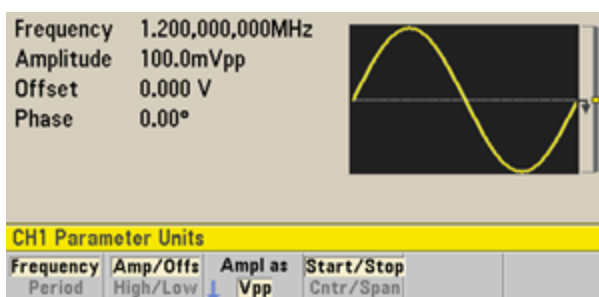 Frequency 1.200,000,000MHz
Amplitude 100.0mVpp
Offset 0.000 V
Phase 0.00°
CH1 Parameter Units
Frequency Amp/Offs Ampl as Start/Stop
Period High/Low Vpp Cntr/Span